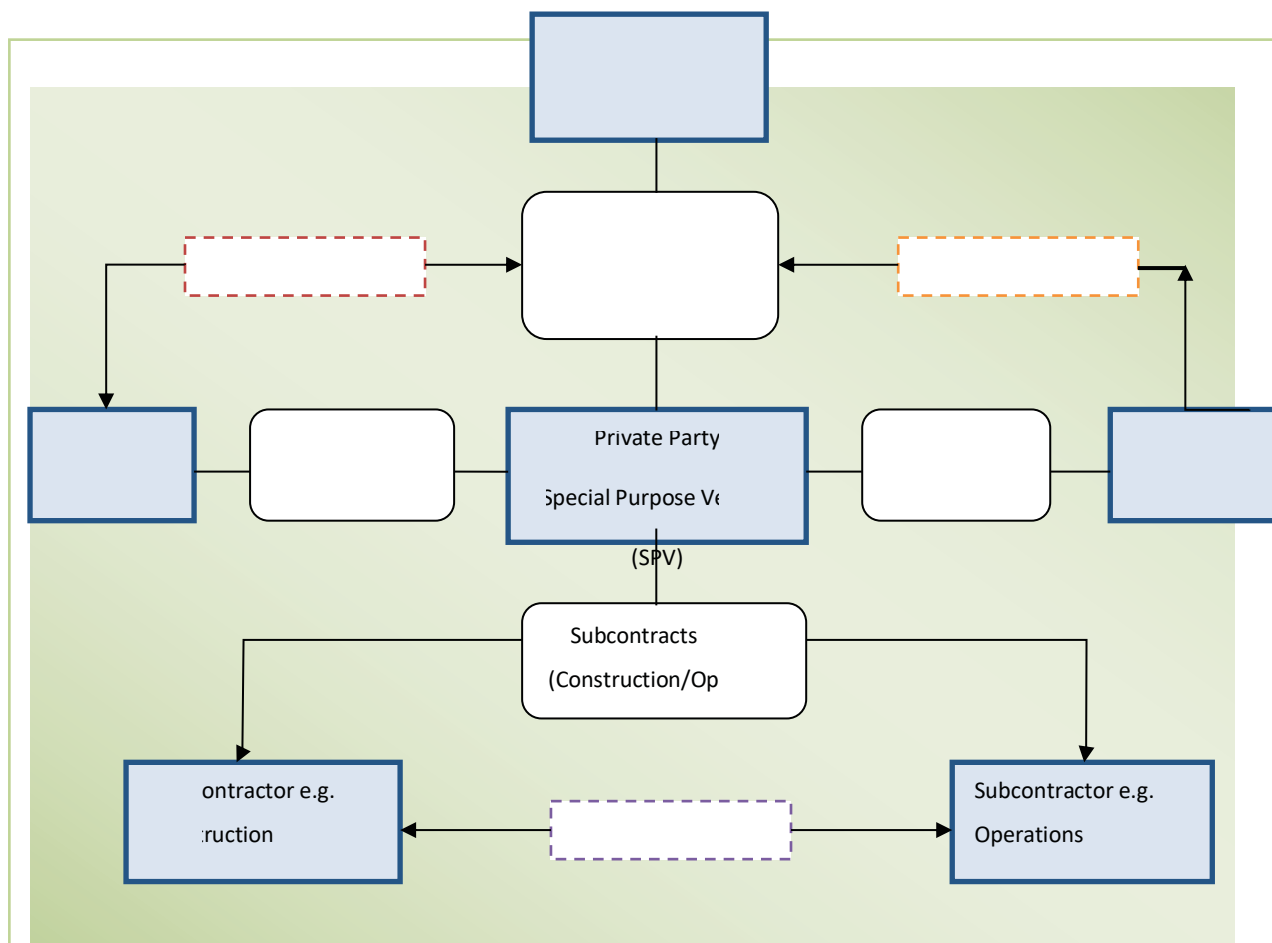 Private Party
Special Purpose Ve
(SPV)
Subcontracts
(Construction/Op
ontractor e.g.
Subcontractor e.g.
truction
Operations